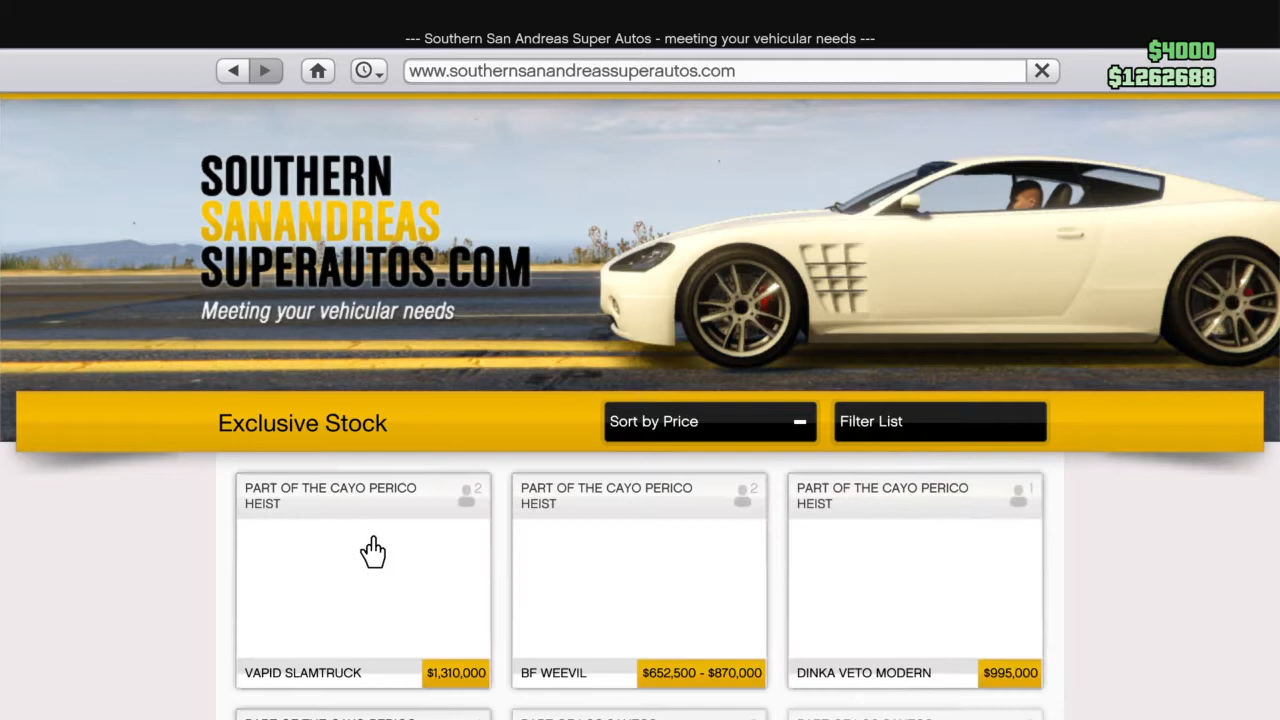 --- Southern San Andreas Super Autos - meeting your vehicular needs ---
$4000
www.southernsanandreassuperautos.com
$1262688
SOUTHERN
SANANDREAS
SUPERAUTOS.COM
Meeting your vehicular needs
Exclusive Stock
Sort by Price
Filter List
PART OF THE CAYO PERICO
HEIST
2
VAPID SLAMTRUCK
$1,310,000
PART OF THE CAYO PERICO
HEIST
2
BF WEEVIL
$652,500 - $870,000
PART OF THE CAYO PERICO
HEIST
1
DINKA VETO MODERN
$995,000